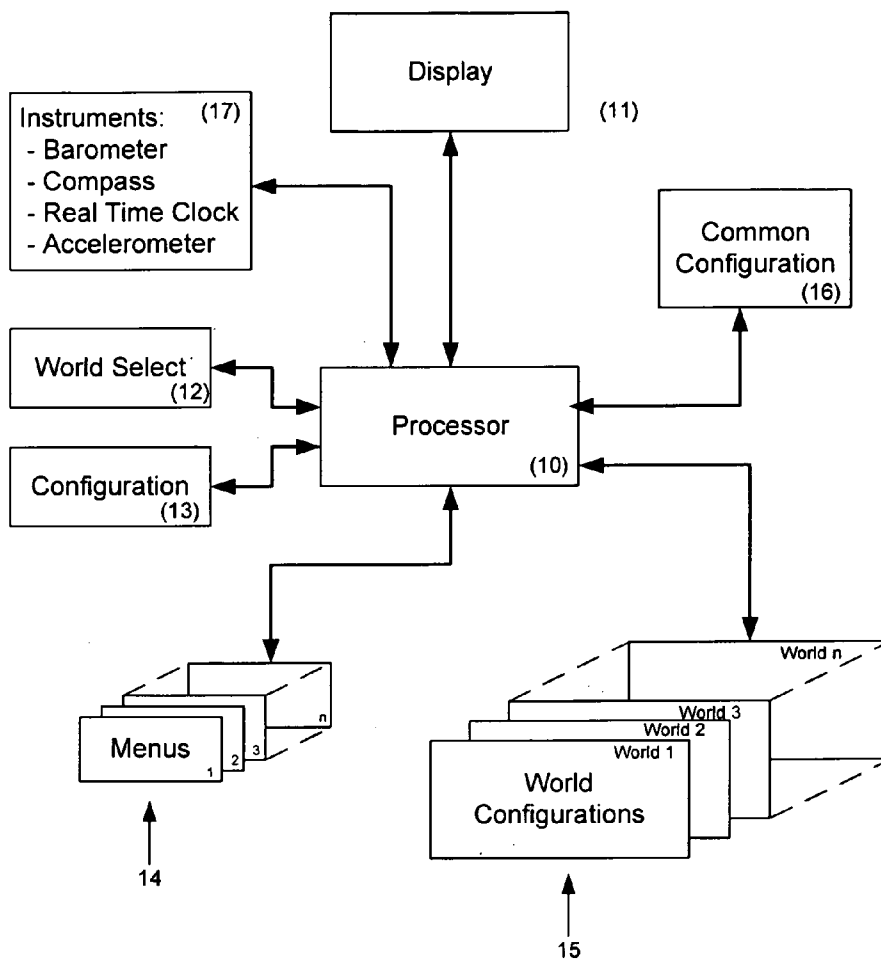 Display
(11)
Instruments: (17)
- Barometer
- Compass
- Real Time Clock
- Accelerometer
Common
Configuration
(16)
World Select
(12)
Processor
(10)
Configuration
(13)
Menus
1
2
3
n
14
World n
World 3
World 2
World 1
World
Configurations
15